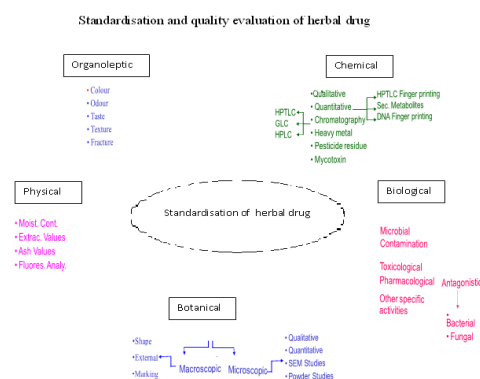 Standardisation and quality evaluation of herbal drug
Organoleptic
• Colour
• Odour
• Taste
• Texture
• Fracture
Chemical
• Qualitative
• Quantitative
• Chromatography
• Heavy metal
• Pesticide residue
• Mycotoxin
HPTLC
GLC
HPLC
HPTLC Finger printing
Sec. Metabolites
DNA Finger printing
Physical
• Moist. Cont.
• Extrac. Values
• Ash Values
• Fluores. Analy.
Standardisation of herbal drug
Biological
Microbial
Contamination
Toxicological
Pharmacological
Other specific
activities
Antagonistic
• Bacterial
• Fungal
Botanical
• Shape
• External
• Marking
Macroscopic
Microscopic
• Qualitative
• Quantitative
• SEM Studies
• Powder Studies